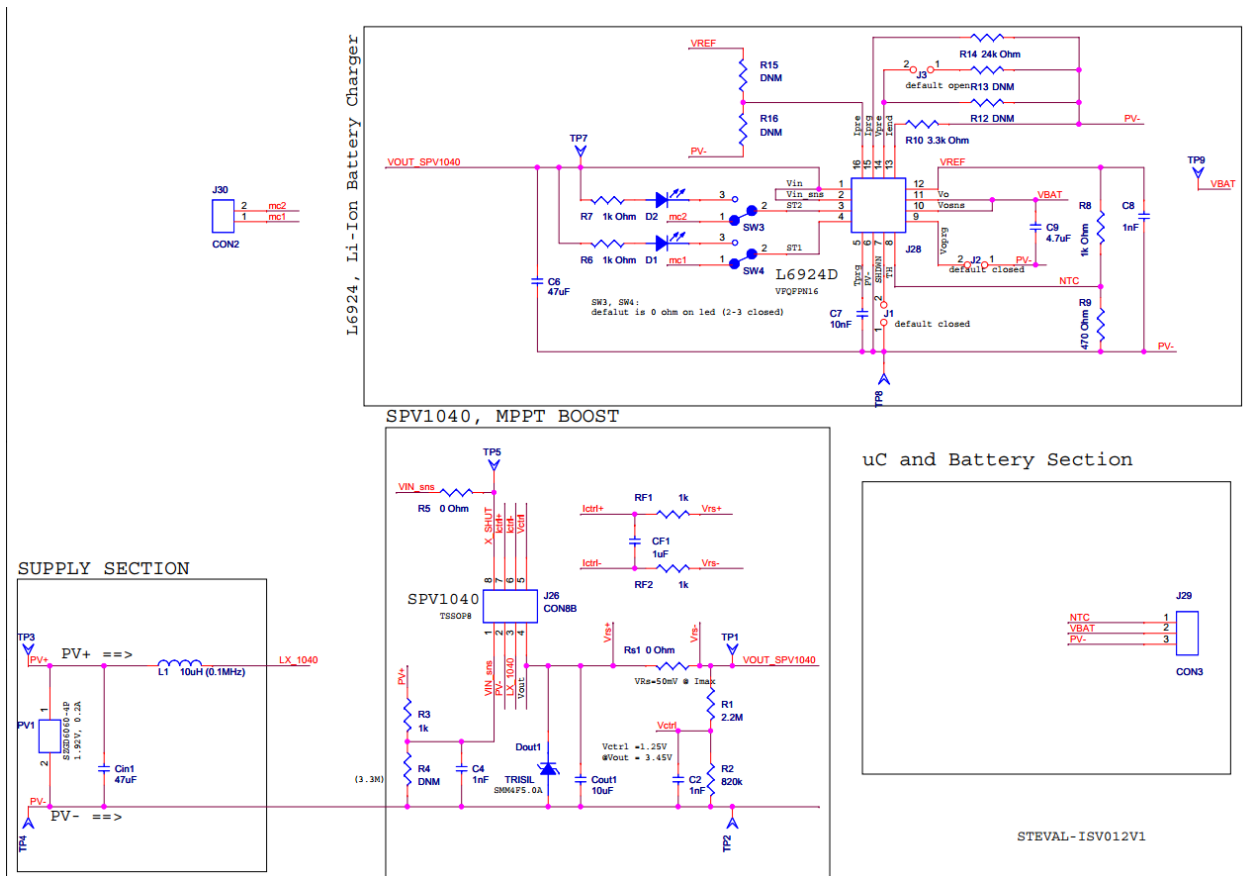 L6924, Li-Ion Battery Charger
VREF
R15
DNM
R16
DNM
PV-
R14 24k Ohm
2
1
J3
default open
R13 DNM
R12 DNM
R10 3.3k Ohm
PV-
Ipre
Iprg
Vpre
Iend
16
15
14
13
TP7
VOUT_SPV1040
J30
2
1
mc2
mc1
CON2
R7 1k Ohm
D2
3
mc2
1
2
SW3
ST2
R6 1k Ohm
D1
3
mc1
1
2
SW4
ST1
Vin
Vin_sns
1
2
3
4
12
11
10
9
VREF
Vo
Vosns
Voprg
VBAT
J28
L6924D
VFQFPN16
5
6
7
8
Tprg
PV-
SHDWN
TH
C9
4.7uF
2
J2
1
PV-
default closed
NTC
R8
1k Ohm
C8
1nF
R9
470 Ohm
PV-
TP9
VBAT
C6
47uF
SW3, SW4:
defalut is 0 ohm on led (2-3 closed)
C7
10nF
2
1
J1
default closed
TP8
SPV1040, MPPT BOOST
TP5
VIN_sns
R5 0 Ohm
X_SHUT
Ictrl+
Ictrl-
Vctrl
8
7
6
5
SPV1040
TSSOP8
J26
CON8B
1
2
3
4
VIN_sns
PV-
LX_1040
Vout
RF1 1k
Ictrl+
Vrs+
CF1
1uF
Ictrl-
Vrs-
RF2 1k
Vrs+
Vrs-
TP1
Rs1 0 Ohm
VOUT_SPV1040
VRs=50mV @ Imax
PV+
R3
1k
R4
DNM
(3.3M)
C4
1nF
Dout1
TRISIL
SMM4F5.0A
Cout1
10uF
Vctrl
Vctrl =1.25V
@Vout = 3.45V
C2
1nF
R1
2.2M
R2
820k
TP2
SUPPLY SECTION
TP3
PV+
PV+ ==>
L1 10uH (0.1MHz)
LX_1040
1
PV1
2
1.92V, 0.2A
Cin1
47uF
PV-
PV- ==>
TP4
uC and Battery Section
J29
NTC
VBAT
PV-
1
2
3
CON3
STEVAL-ISV012V1